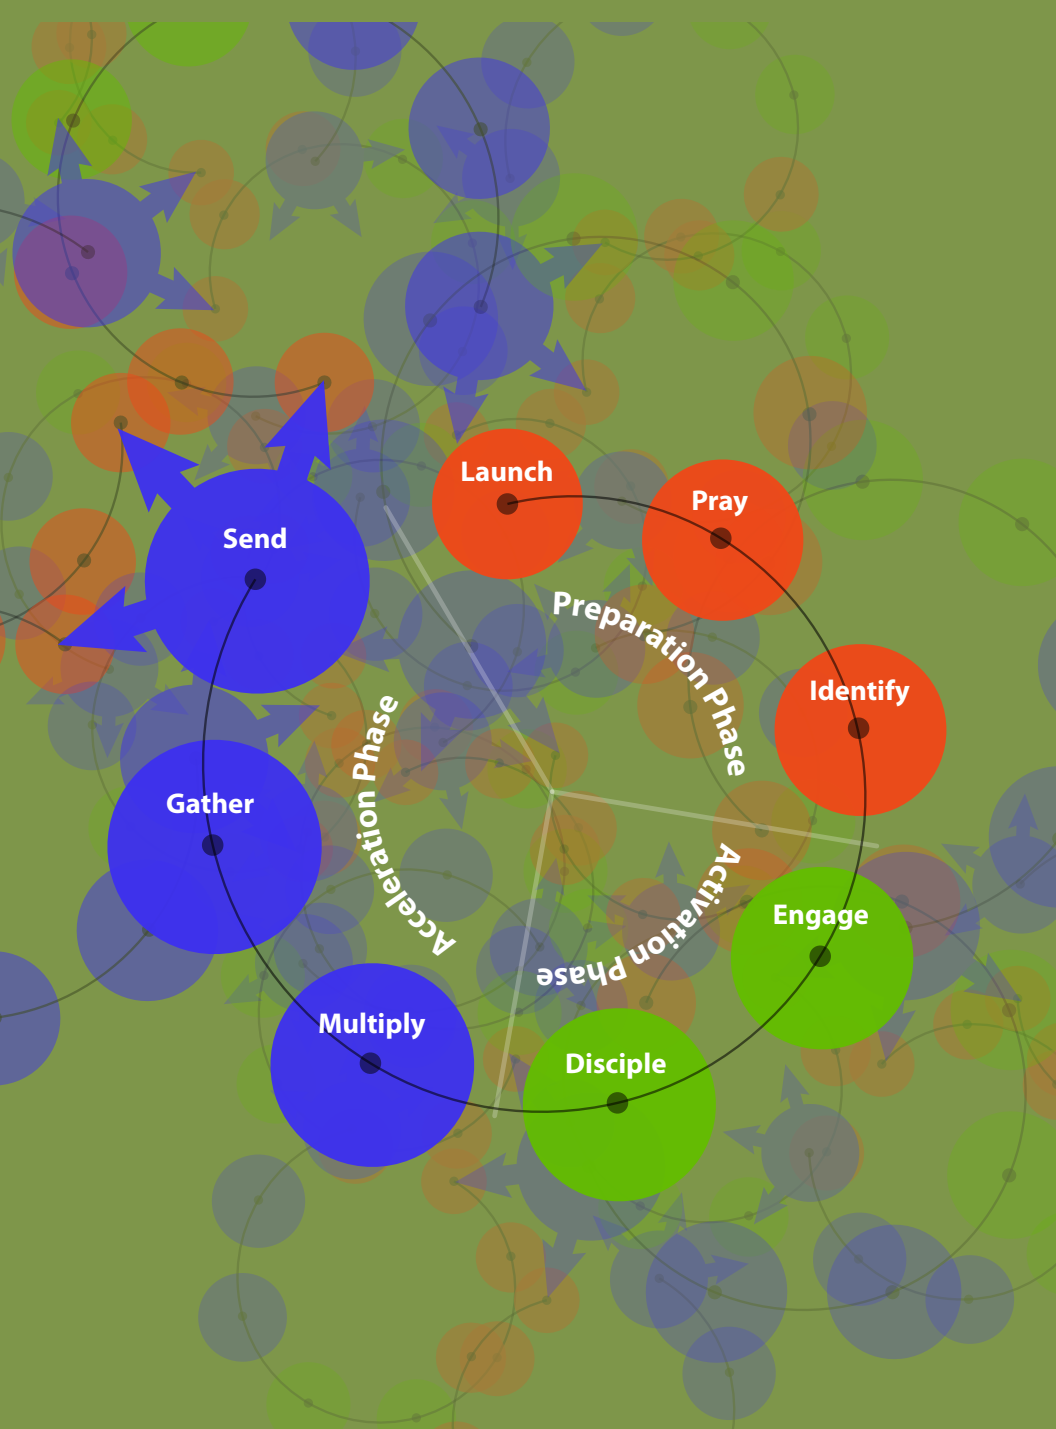 Launch
Pray
Identify
Engage
Disciple
Multiply
Gather
Send
Preparation Phase
Activation Phase
Acceleration Phase